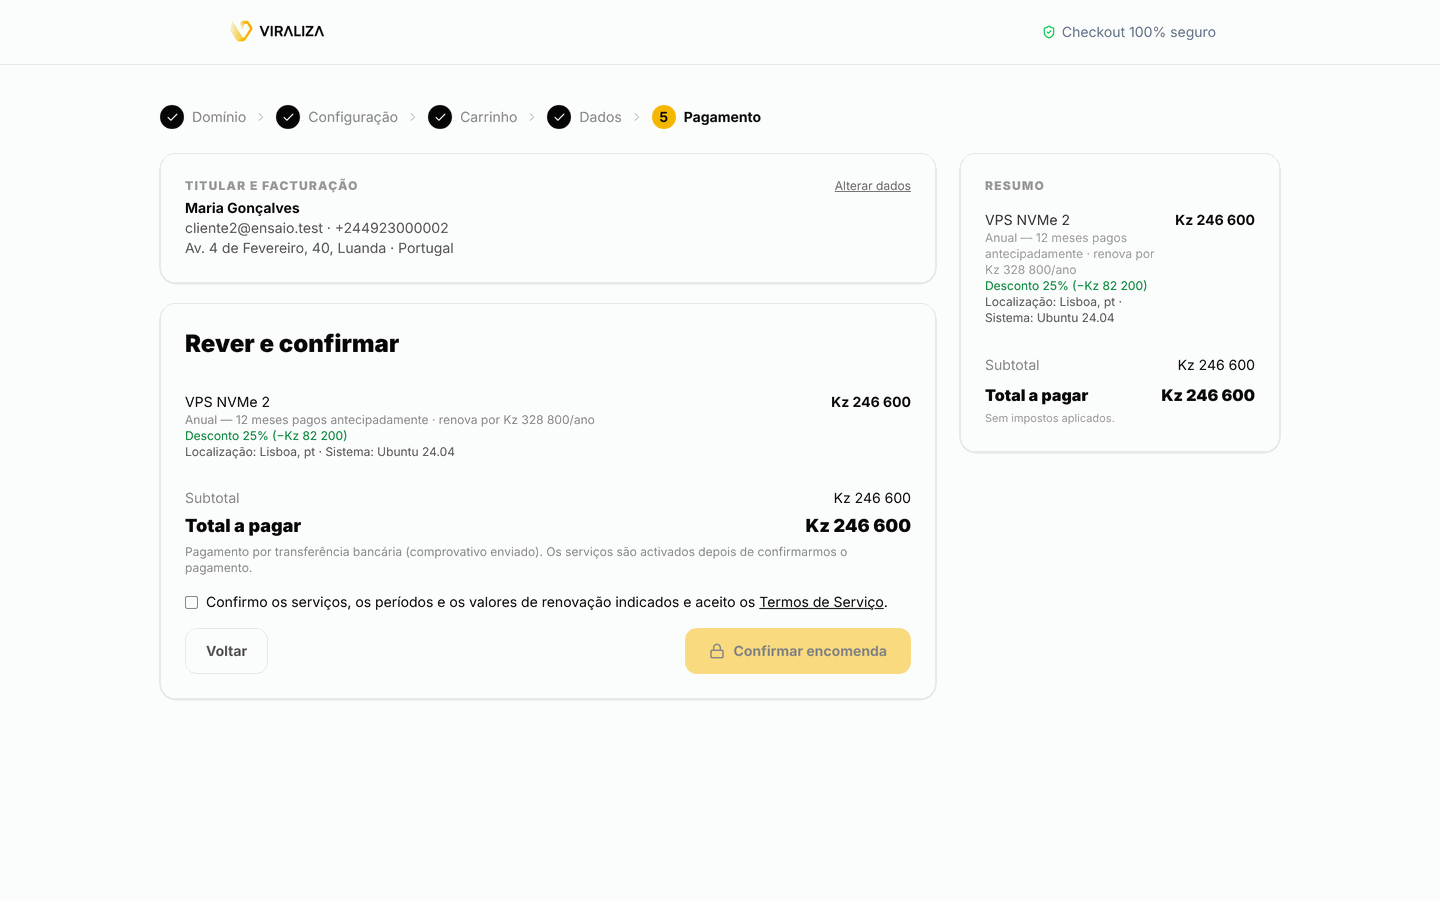 VIRALIZA
Checkout 100% seguro
Domínio
Configuração
Carrinho
Dados
5 Pagamento
TITULAR E FACTURAÇÃO
Alterar dados
Maria Gonçalves
cliente2@ensaio.test · +244923000002
Av. 4 de Fevereiro, 40, Luanda · Portugal
Rever e confirmar
VPS NVMe 2 Kz 246 600
Anual — 12 meses pagos antecipadamente · renova por Kz 328 800/ano
Desconto 25% (−Kz 82 200)
Localização: Lisboa, pt · Sistema: Ubuntu 24.04
Subtotal Kz 246 600
Total a pagar Kz 246 600
Pagamento por transferência bancária (comprovativo enviado). Os serviços são activados depois de confirmarmos o
pagamento.
Confirmo os serviços, os períodos e os valores de renovação indicados e aceito os Termos de Serviço.
Voltar
Confirmar encomenda
RESUMO
VPS NVMe 2 Kz 246 600
Anual — 12 meses pagos
antecipadamente · renova por
Kz 328 800/ano
Desconto 25% (−Kz 82 200)
Localização: Lisboa, pt ·
Sistema: Ubuntu 24.04
Subtotal Kz 246 600
Total a pagar Kz 246 600
Sem impostos aplicados.